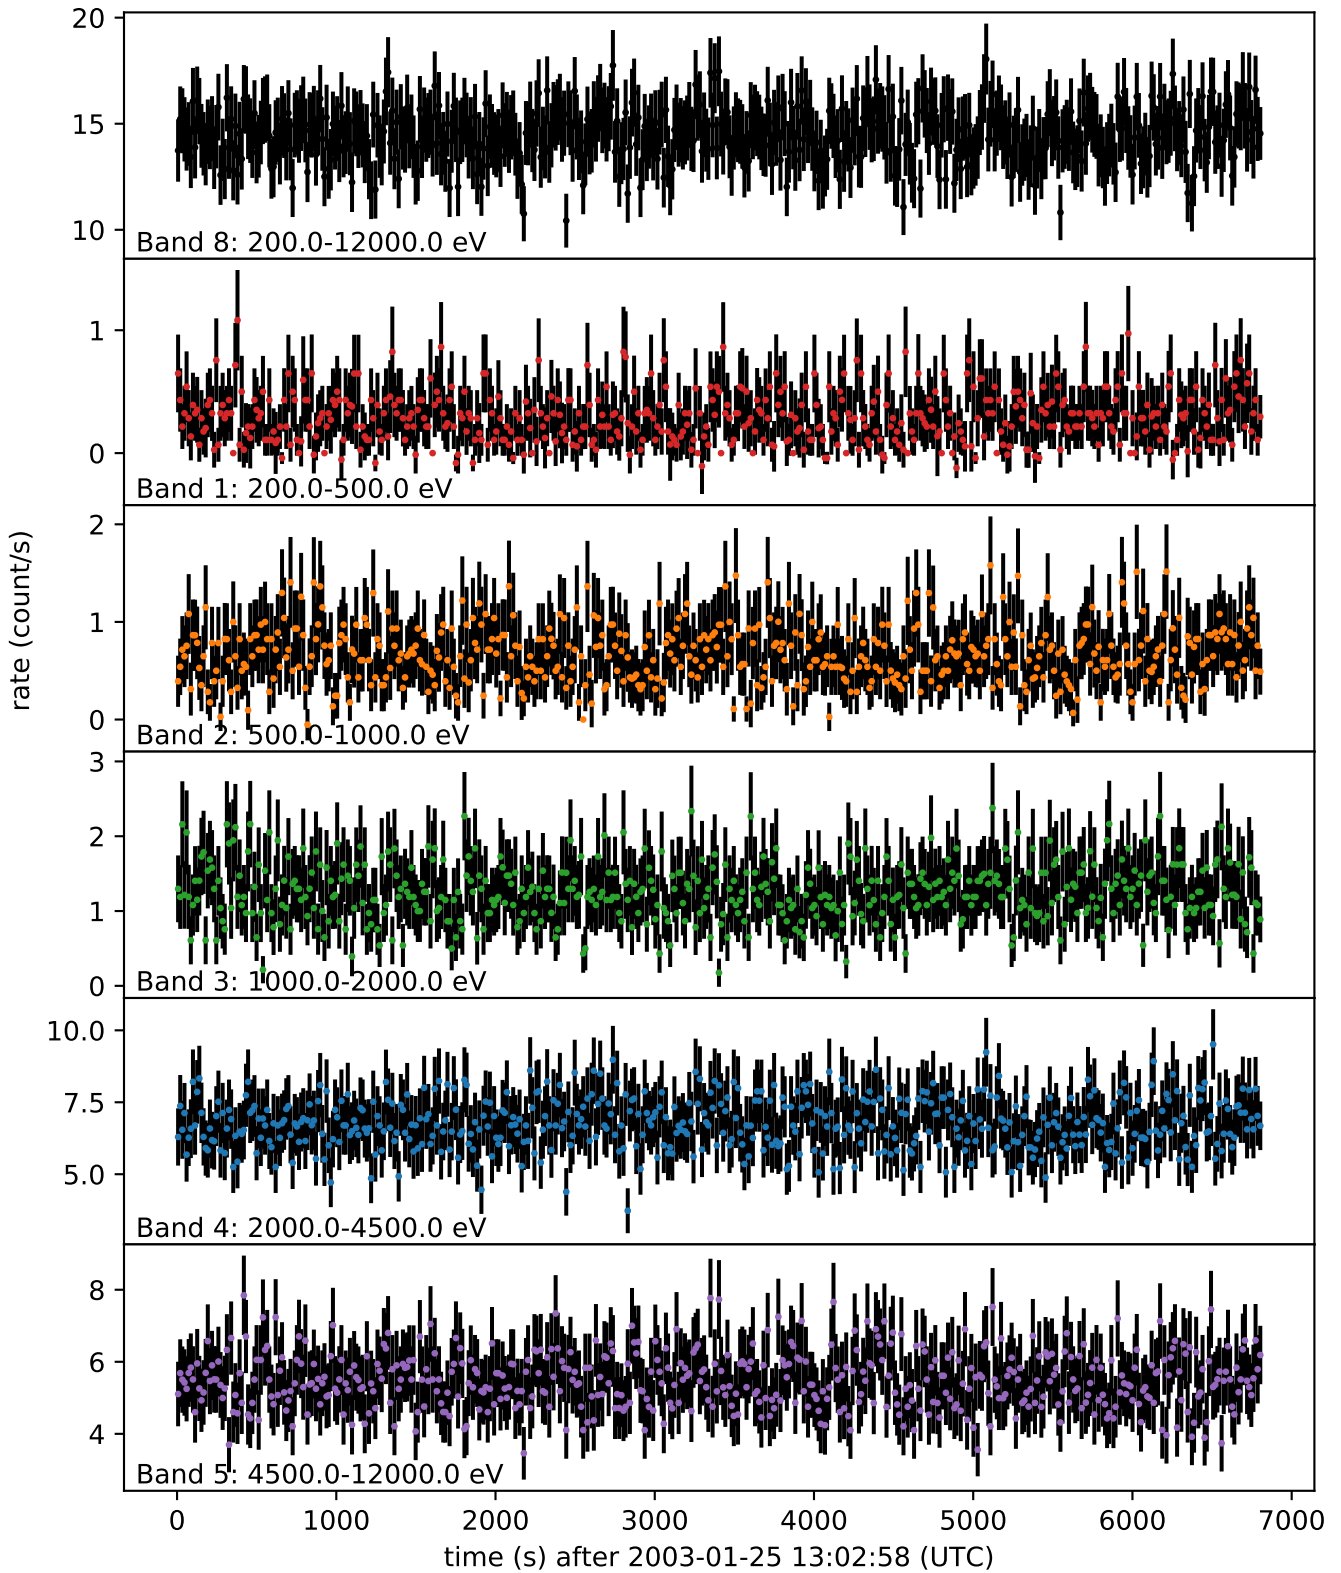 20
15
10
Band 8: 200.0-12000.0 eV
1
0
Band 1: 200.0-500.0 eV
2
1
0
Band 2: 500.0-1000.0 eV
rate (count/s)
3
2
1
0
Band 3: 1000.0-2000.0 eV
10.0
7.5
5.0
Band 4: 2000.0-4500.0 eV
8
6
4
Band 5: 4500.0-12000.0 eV
0 1000 2000 3000 4000 5000 6000 7000
time (s) after 2003-01-25 13:02:58 (UTC)